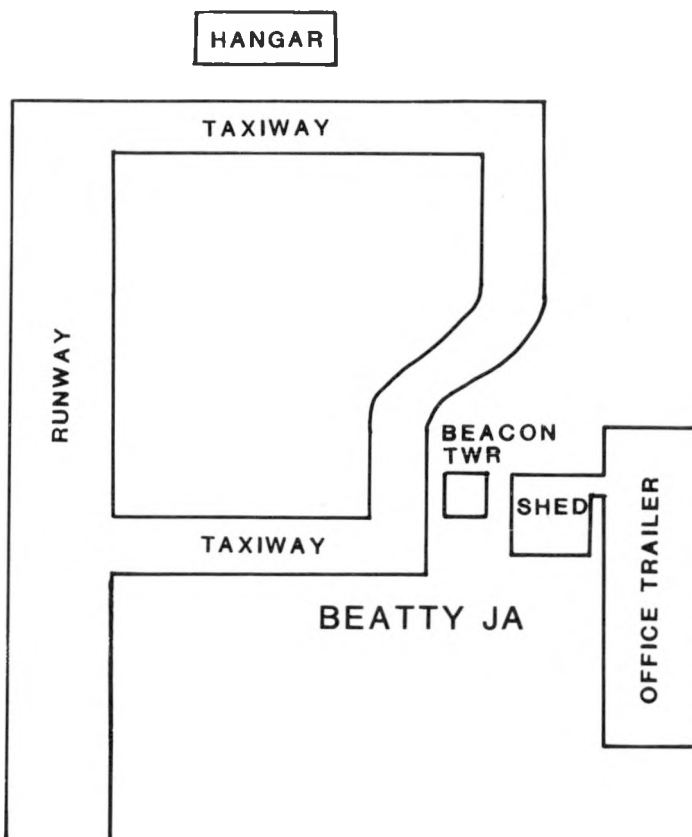 HANGAR
TAXIWAY
RUNWAY
BEACON
TWR
SHED
TAXIWAY
OFFICE TRAILER
BEATTY JA